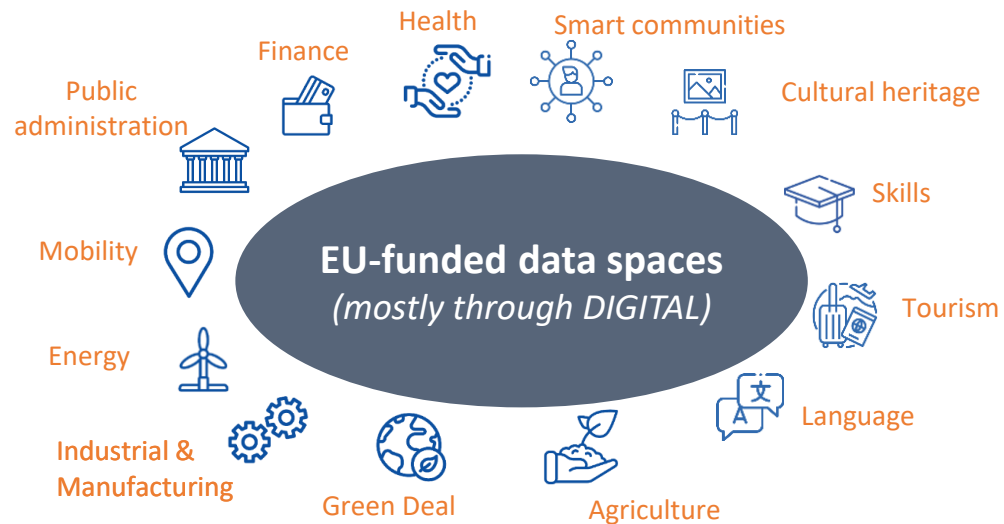 Health
Smart communities
Finance
Public
administration
Cultural heritage
Skills
Mobility
EU-funded data spaces
(mostly through DIGITAL)
Tourism
Energy
文
A
Language
Industrial &
Manufacturing
Green Deal
Agriculture